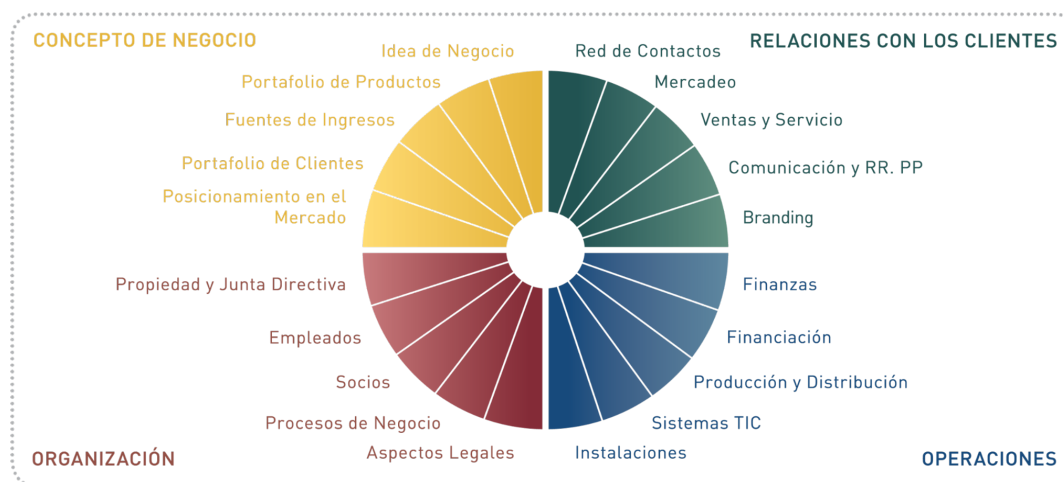 CONCEPTO DE NEGOCIO
Idea de Negocio
Portafolio de Productos
Fuentes de Ingresos
Portafolio de Clientes
Posicionamiento en el
Mercado
RELACIONES CON LOS CLIENTES
Red de Contactos
Mercadeo
Ventas y Servicio
Comunicación y RR. PP
Branding
Propiedad y Junta Directiva
Empleados
Socios
Procesos de Negocio
Aspectos Legales
ORGANIZACIÓN
Finanzas
Financiación
Producción y Distribución
Sistemas TIC
Instalaciones
OPERACIONES